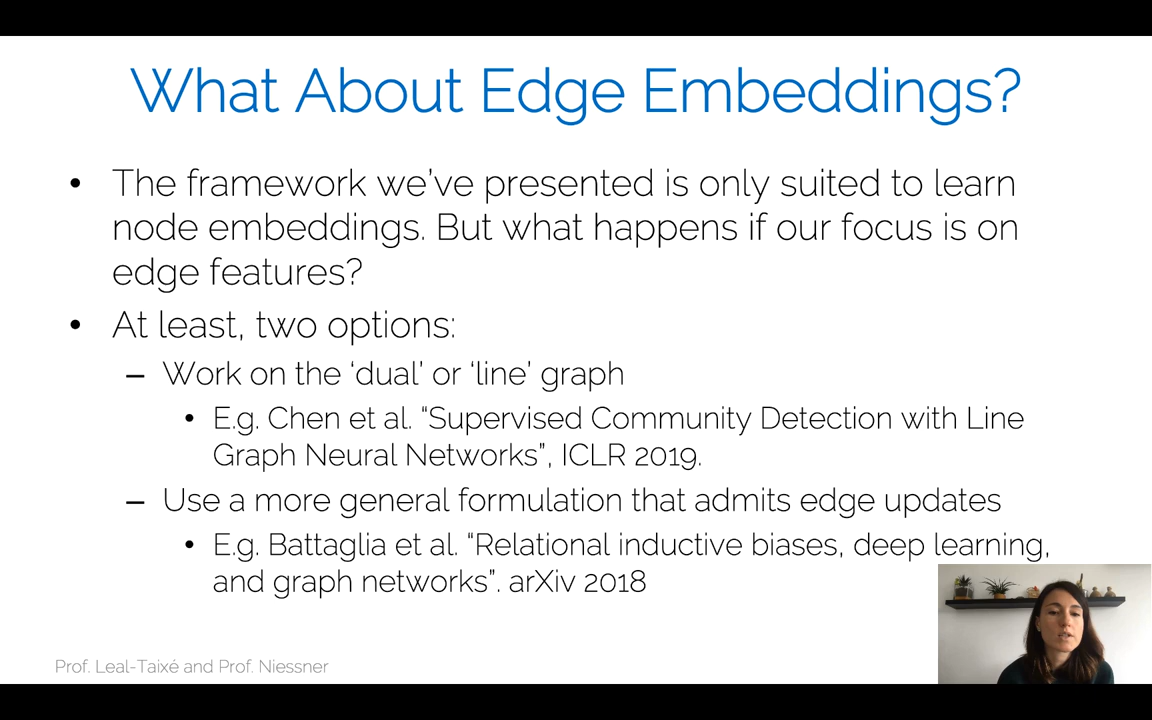 What About Edge Embeddings?
• The framework we’ve presented is only suited to learn
node embeddings. But what happens if our focus is on
edge features?
• At least, two options:
– Work on the ‘dual’ or ‘line’ graph
• E.g. Chen et al. “Supervised Community Detection with Line
Graph Neural Networks”, ICLR 2019.
– Use a more general formulation that admits edge updates
• E.g. Battaglia et al. “Relational inductive biases, deep learning,
and graph networks”. arXiv 2018
Prof. Leal-Taixé and Prof. Niessner